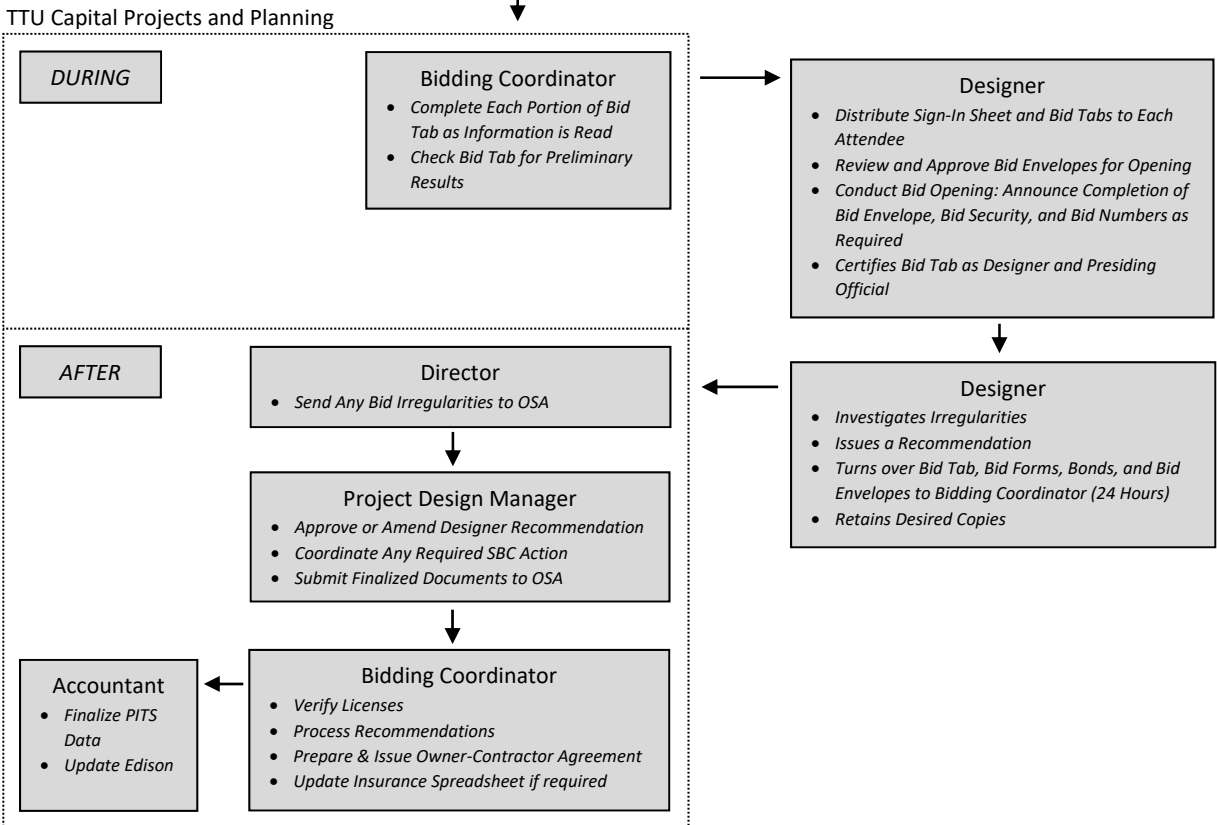 TTU Capital Projects and Planning
DURING
Bidding Coordinator
• Complete Each Portion of Bid
Tab as Information is Read
• Check Bid Tab for Preliminary
Results
Designer
• Distribute Sign-In Sheet and Bid Tabs to Each
Attendee
• Review and Approve Bid Envelopes for Opening
• Conduct Bid Opening: Announce Completion of
Bid Envelope, Bid Security, and Bid Numbers as
Required
• Certifies Bid Tab as Designer and Presiding
Official
AFTER
Director
• Send Any Bid Irregularities to OSA
Designer
• Investigates Irregularities
• Issues a Recommendation
• Turns over Bid Tab, Bid Forms, Bonds, and Bid
Envelopes to Bidding Coordinator (24 Hours)
• Retains Desired Copies
Project Design Manager
• Approve or Amend Designer Recommendation
• Coordinate Any Required SBC Action
• Submit Finalized Documents to OSA
Bidding Coordinator
• Verify Licenses
• Process Recommendations
• Prepare & Issue Owner-Contractor Agreement
• Update Insurance Spreadsheet if required
Accountant
• Finalize PITS
Data
• Update Edison